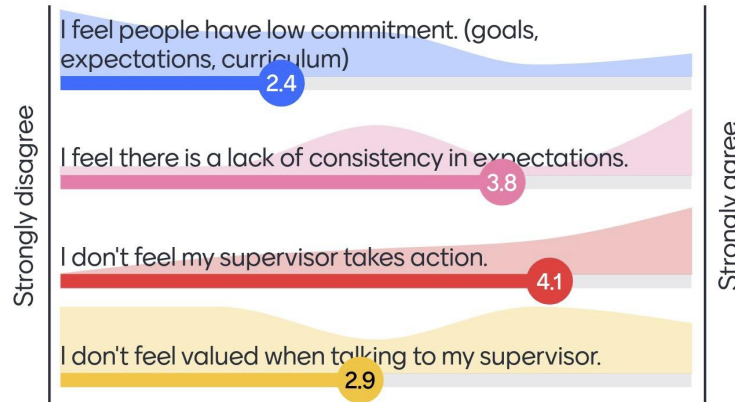 I feel people have low commitment. (goals,
expectations, curriculum)
2.4
I feel there is a lack of consistency in expectations.
3.8
I don't feel my supervisor takes action.
4.1
I don't feel valued when talking to my supervisor.
2.9
Strongly disagree
Strongly agree